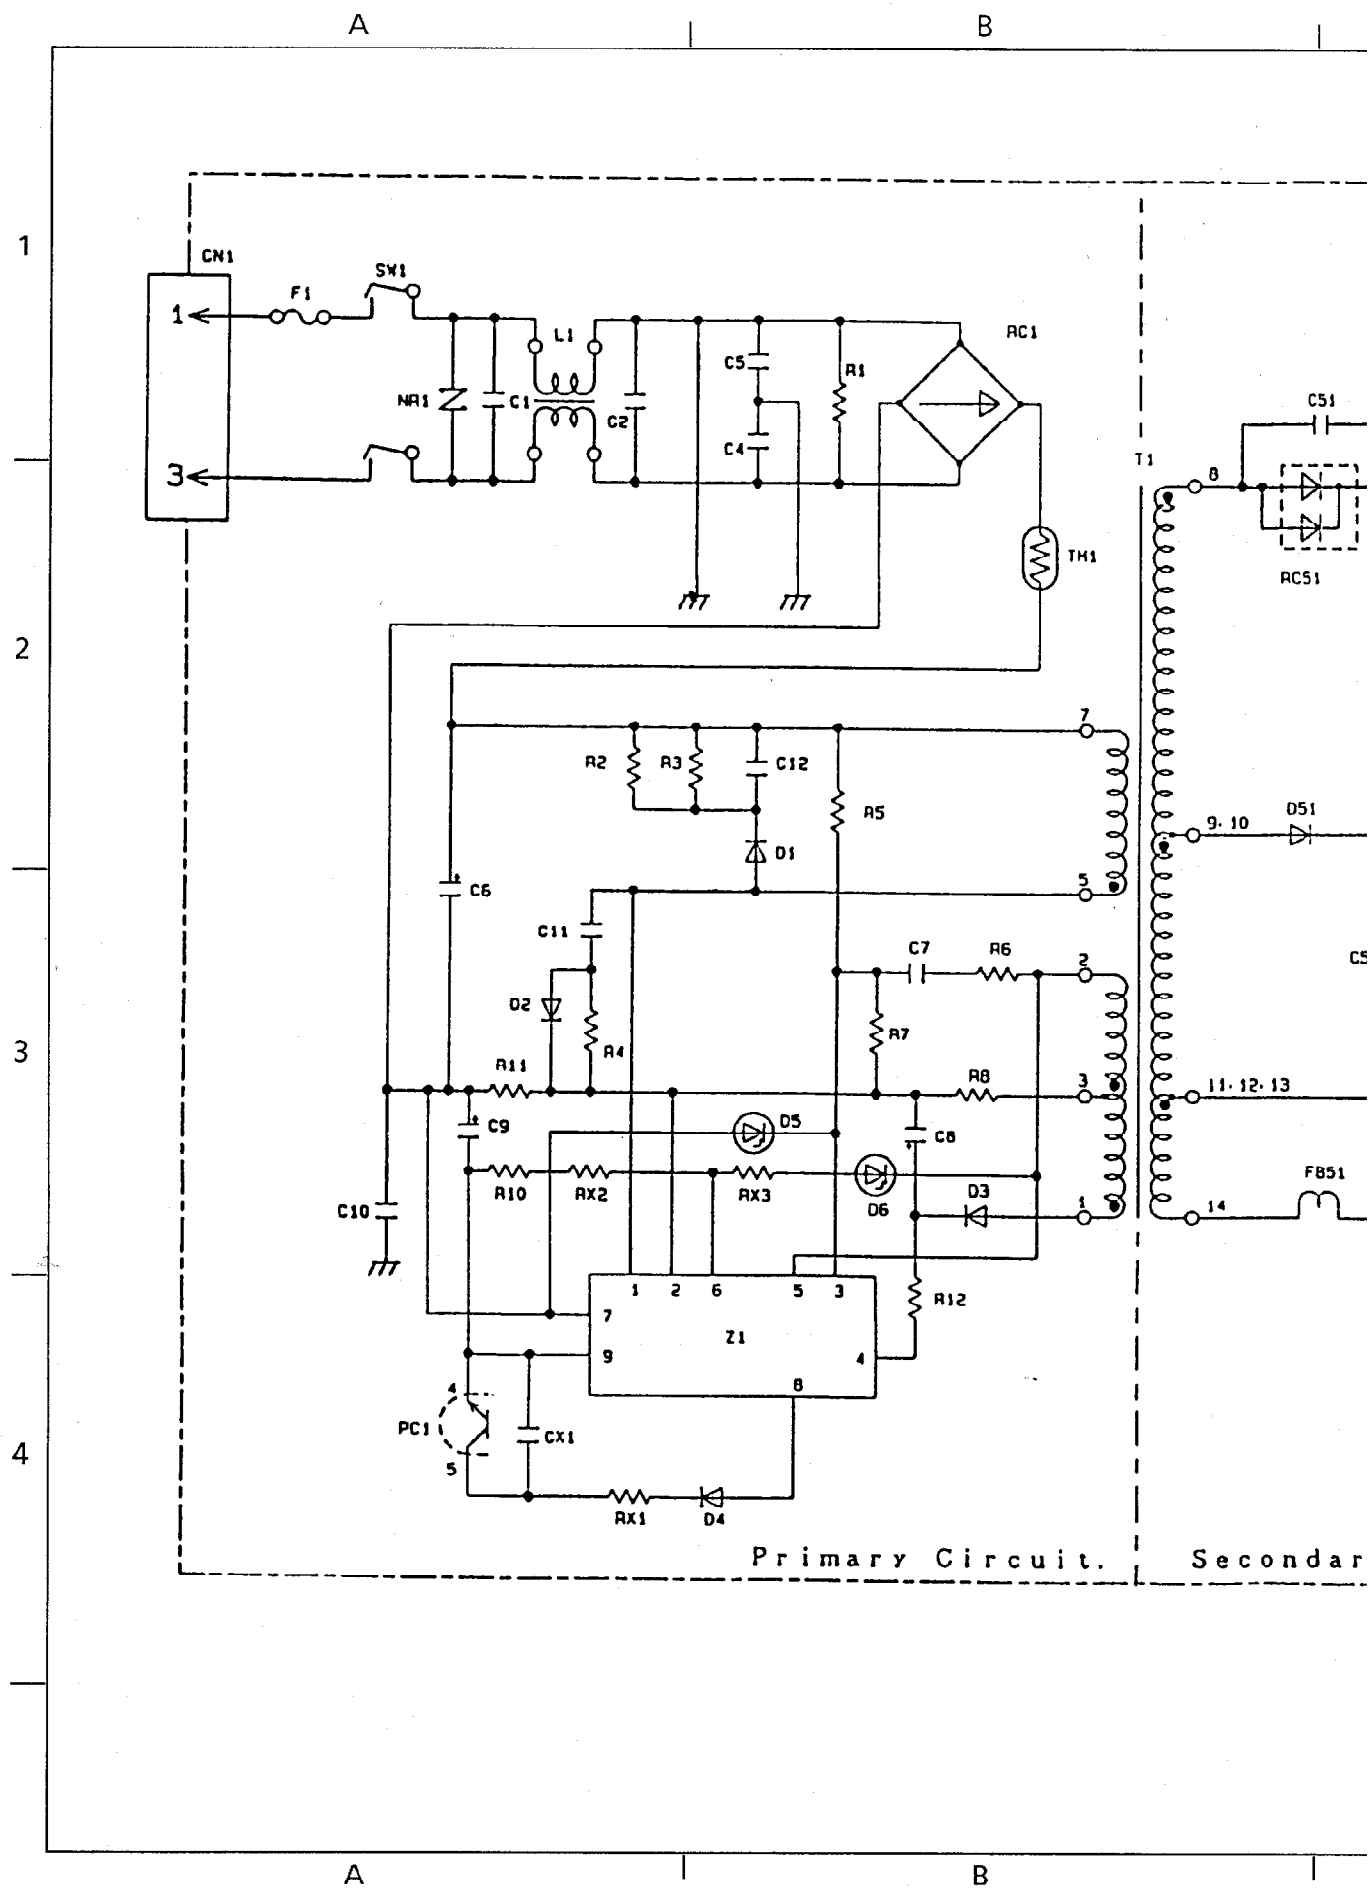 A B
1
CN1
SW1
F1
1
L1
RC1
C5
R1
NR1
C1
C2
C51
C4
T1
3
8
TH1
RC51
2
7
R2 R3 C12
R5
D51
9. 10
D1
5
C6
C11
C7 R6
2
C5
D2
R7
3
R4
R11
R8
3
11. 12. 13
C9
D5
C8
R10 RX2 RX3
D6
D3
FB51
C10
1
14
1 2 6 5 3
R12
7
Z1
9
4
8
4
PC1
CX1
4
5
RX1 D4
Primary Circuit. Secondar
A B